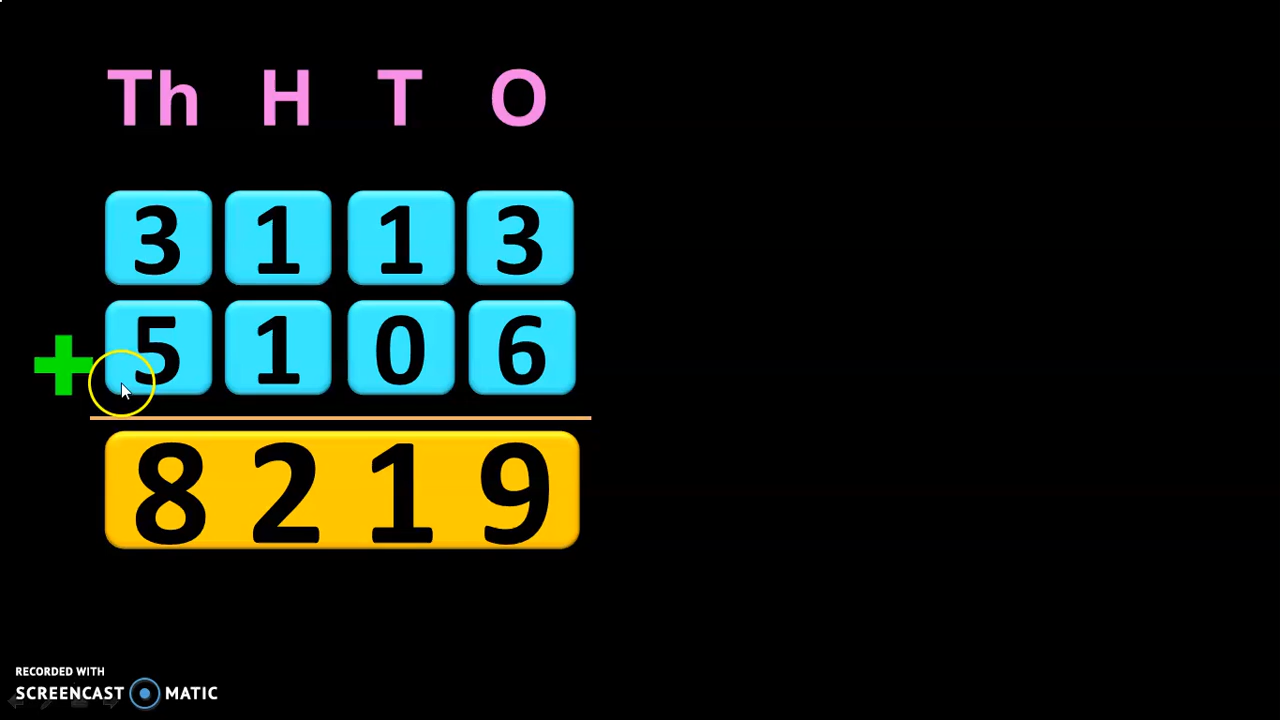 Th H T O
3 1 1 3
+ 5 1 0 6
8 2 1 9
RECORDED WITH
SCREENCAST MATIC